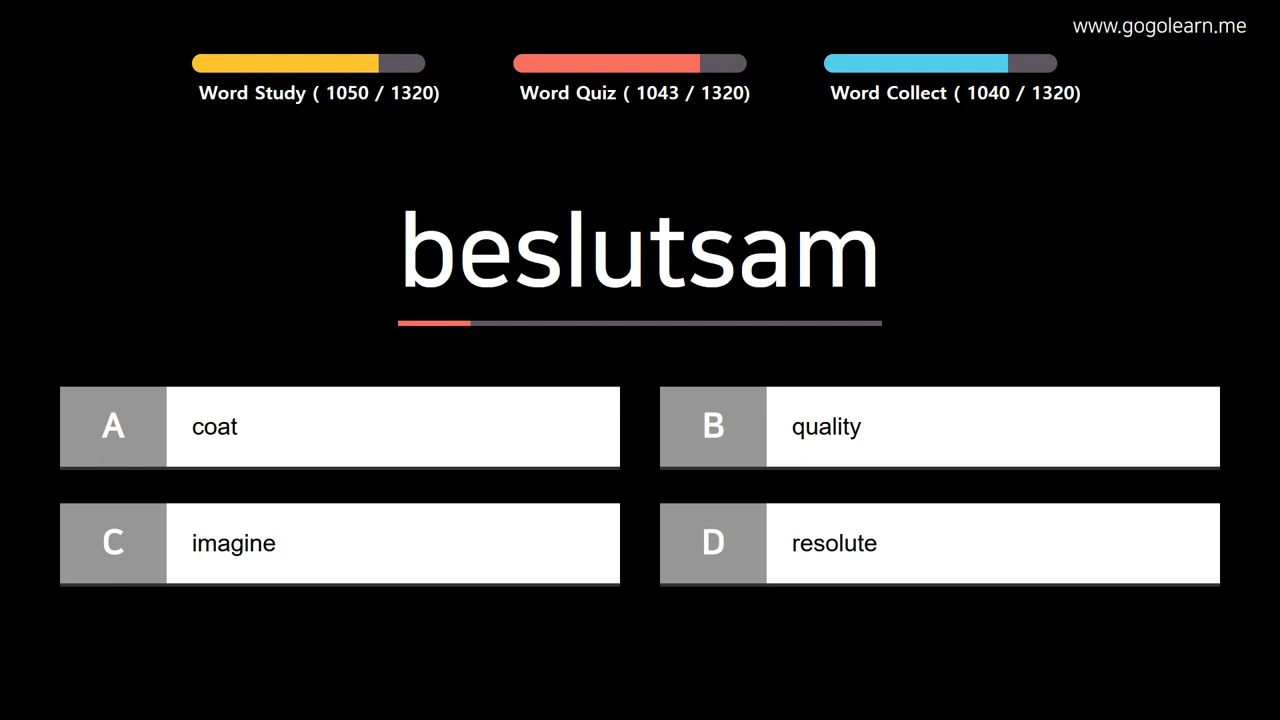 www.gogolearn.me
Word Study ( 1050 / 1320)
Word Quiz ( 1043 / 1320)
Word Collect ( 1040 / 1320)
beslutsam
A coat
B quality
C imagine
D resolute